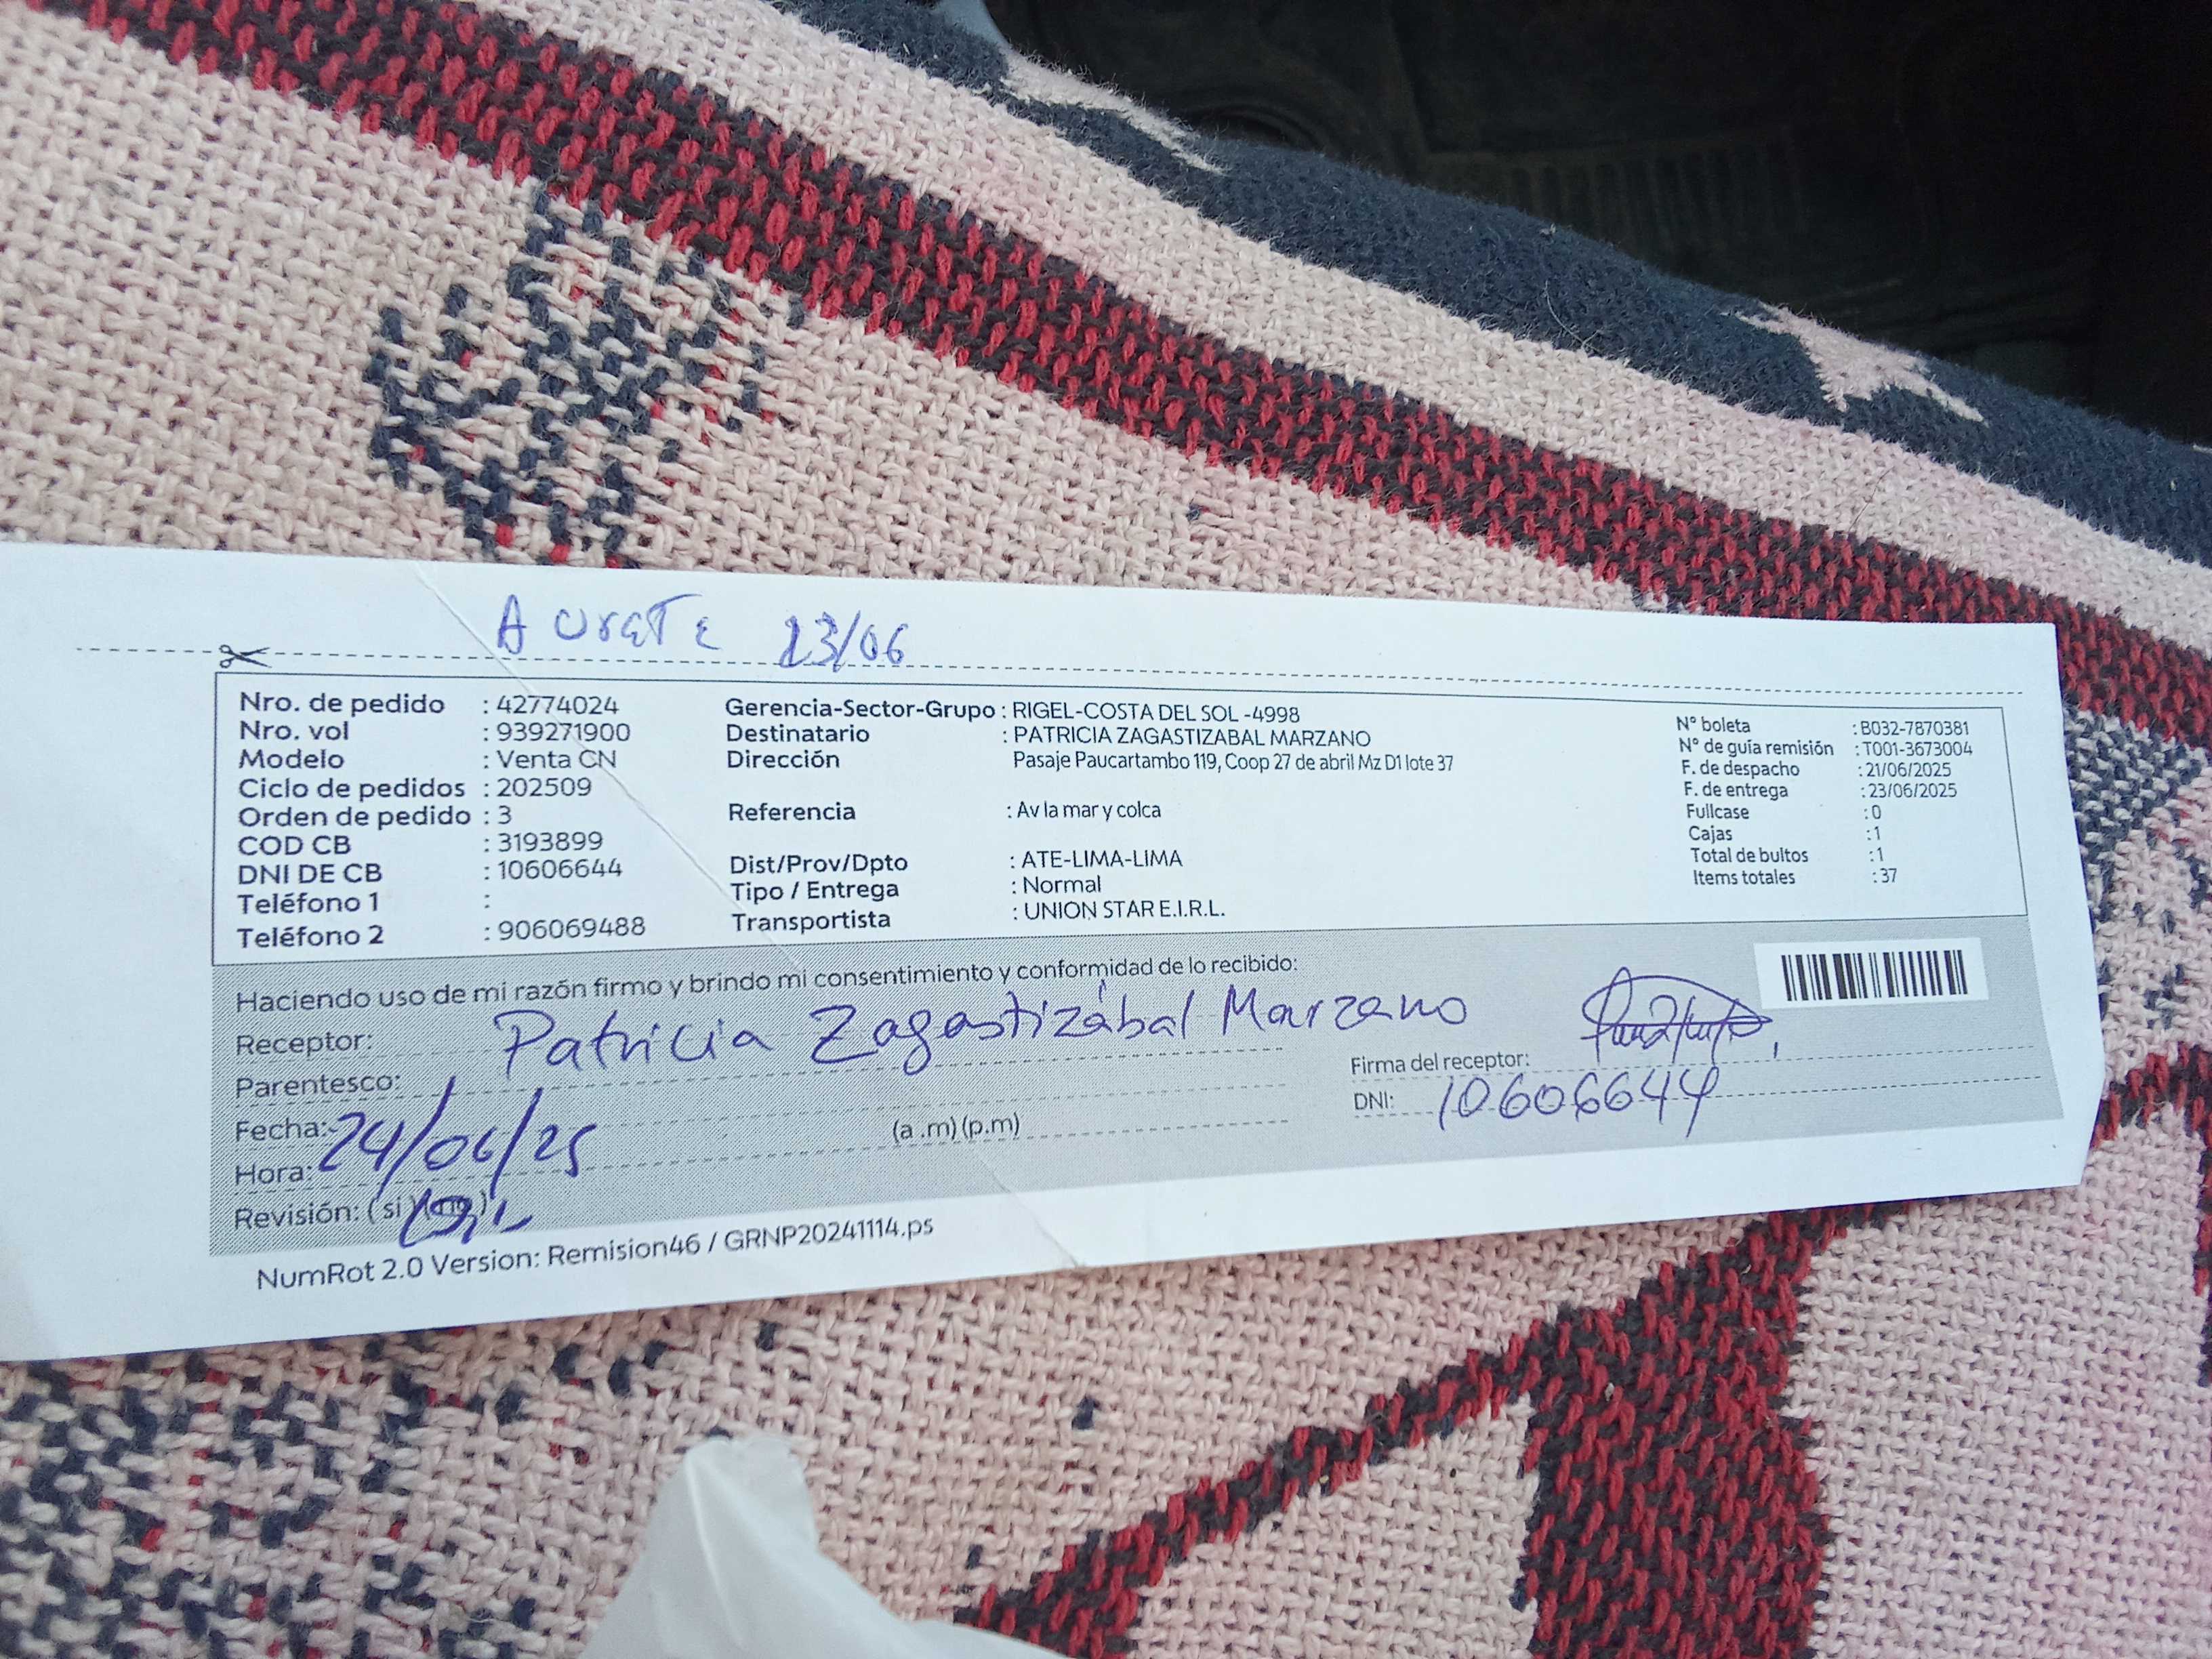 23/06
Nro. de pedido : 42774024
Nro. vol : 939271900
Modelo : Venta CN
Ciclo de pedidos : 202509
Orden de pedido : 3
COD CB : 3193899
DNI DE CB : 10606644
Teléfono 1 :
Teléfono 2 : 906069488
Gerencia-Sector-Grupo : RIGEL-COSTA DEL SOL -4998
Destinatario : PATRICIA ZAGASTIZABAL MARZANO
Dirección Pasaje Paucartambo 119, Coop 27 de abril Mz D1 lote 37
Referencia : Av la mar y colca
Dist/Prov/Dpto : ATE-LIMA-LIMA
Tipo / Entrega : Normal
Transportista : UNION STAR E.I.R.L.
N° boleta : B032-7870381
N° de guía remisión : T001-3673004
F. de despacho : 21/06/2025
F. de entrega : 23/06/2025
Fullcase : 0
Cajas : 1
Total de bultos : 1
Items totales : 37
Haciendo uso de mi razón firmo y brindo mi consentimiento y conformidad de lo recibido:
Receptor: Patricia Zagastizábal Marzano
Parentesco:
Fecha: 24/06/25
Hora: (a .m) (p.m)
Revisión: ( si ) (no )
Firma del receptor:
DNI: 10606644
NumRot 2.0 Version: Remision46 / GRNP20241114.ps